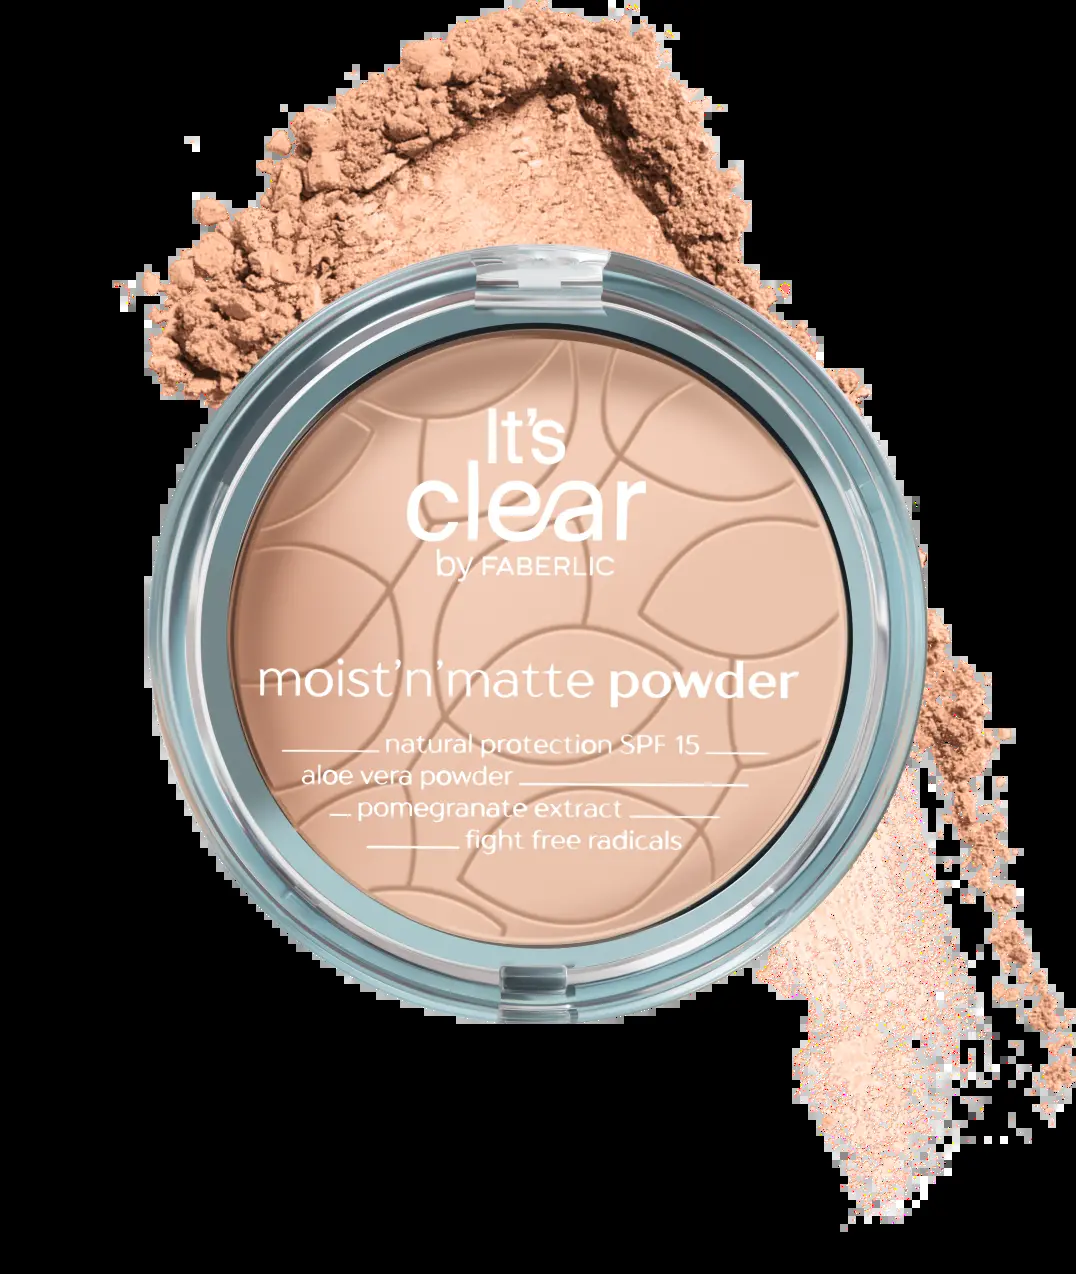 It's
clear
by FABERLIC
moist'n'matte powder
natural protection SPF 15
aloe vera powder
pomegranate extract
fight free radicals